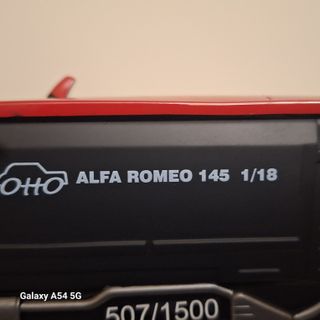 OttO ALFA ROMEO 145 1/18
Galaxy A54 5G
507/1500